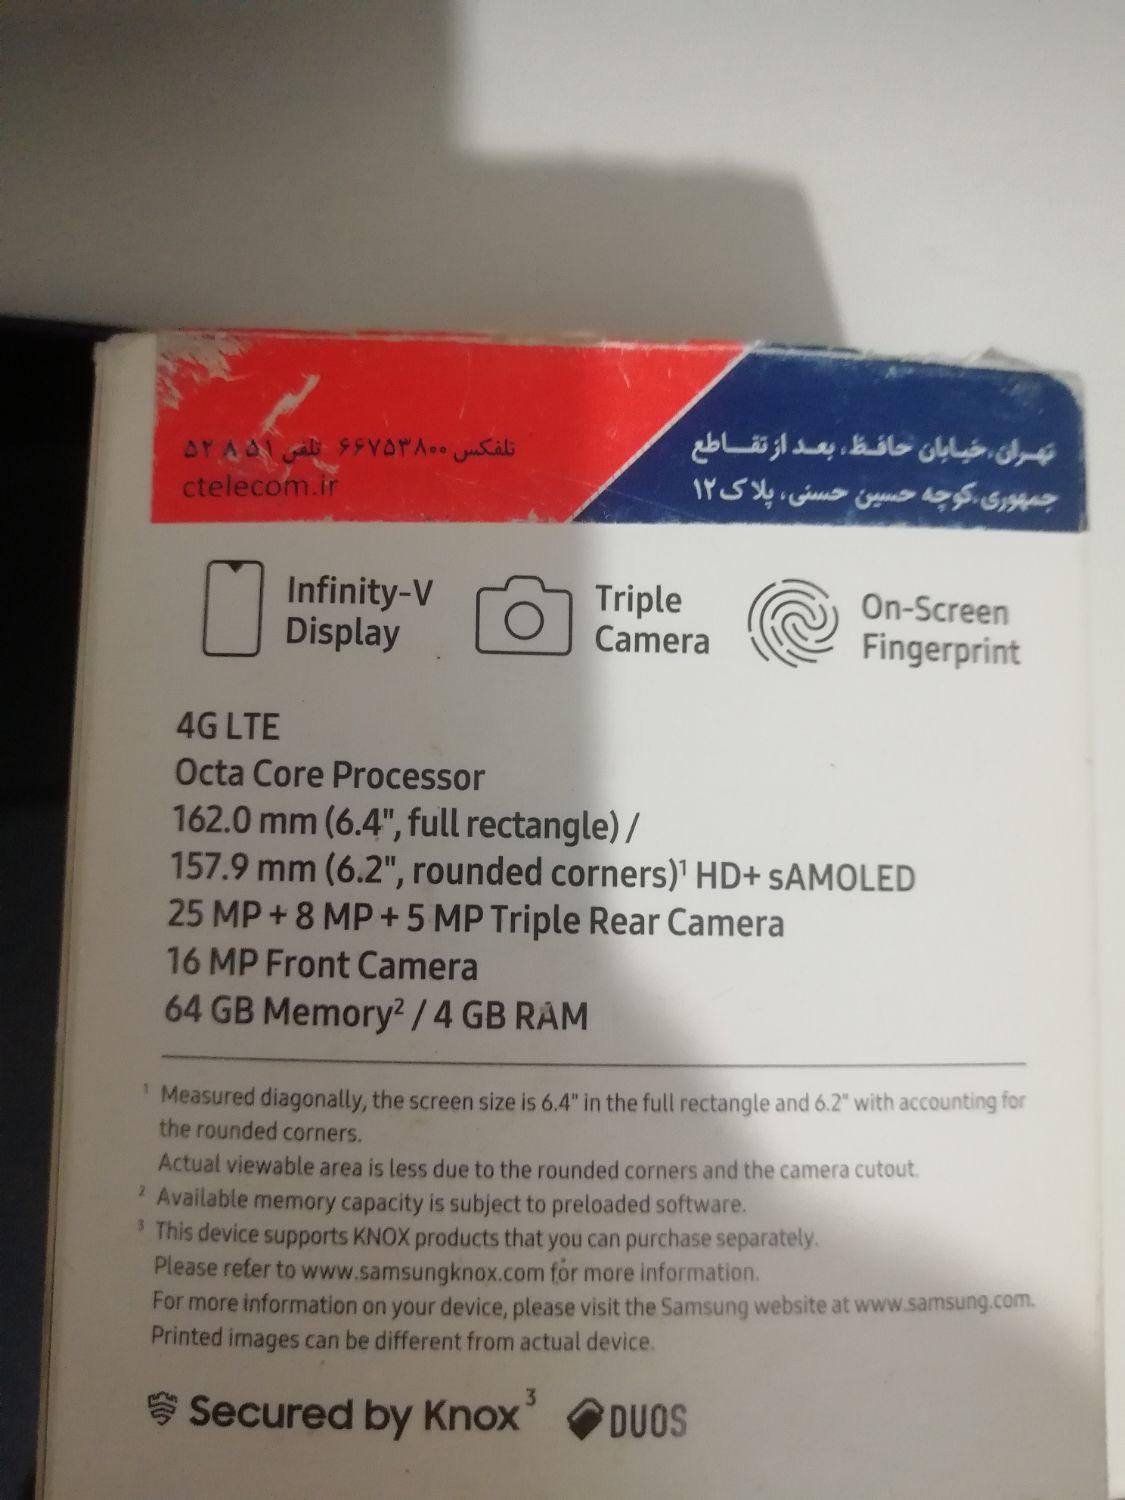 تهران، خیابان حافظ، بعد از تقاطع
جمهوری، کوچه حسین حسنی، پلاک ۱۲
تلفکس ۶۶۷۵۳۸۰۰ تلفن ۵۲ ۸ ۵۱
ctelecom.ir
Infinity-V
Display
Triple
Camera
On-Screen
Fingerprint
4G LTE
Octa Core Processor
162.0 mm (6.4", full rectangle) /
157.9 mm (6.2", rounded corners)¹ HD+ sAMOLED
25 MP + 8 MP + 5 MP Triple Rear Camera
16 MP Front Camera
64 GB Memory² / 4 GB RAM
¹ Measured diagonally, the screen size is 6.4" in the full rectangle and 6.2" with accounting for
the rounded corners.
Actual viewable area is less due to the rounded corners and the camera cutout.
² Available memory capacity is subject to preloaded software.
³ This device supports KNOX products that you can purchase separately.
Please refer to www.samsungknox.com for more information.
For more information on your device, please visit the Samsung website at www.samsung.com.
Printed images can be different from actual device.
Secured by Knox³ DUOS